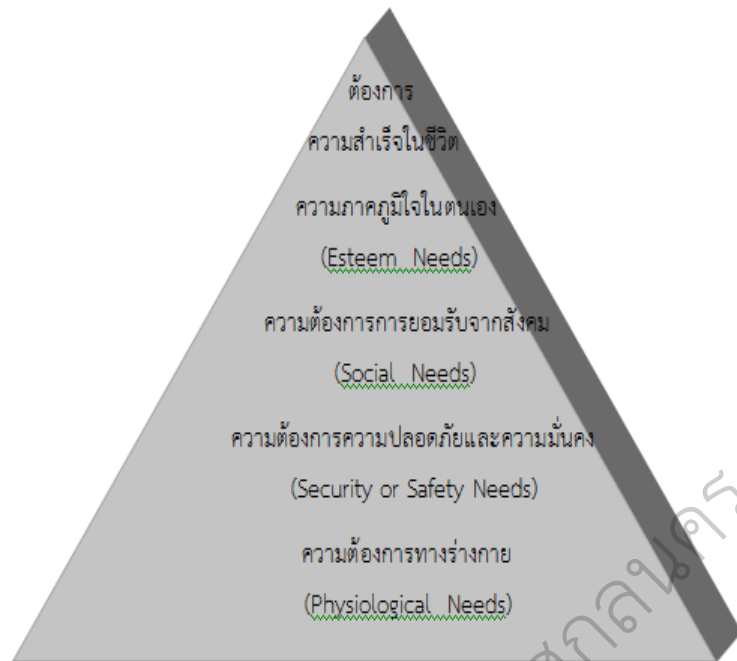 ต้องการ
ความสำเร็จในชีวิต
ความภาคภูมิใจในตนเอง
(Esteem Needs)
ความต้องการการยอมรับจากสังคม
(Social Needs)
ความต้องการความปลอดภัยและความมั่นคง
(Security or Safety Needs)
ความต้องการทางร่างกาย
(Physiological Needs)